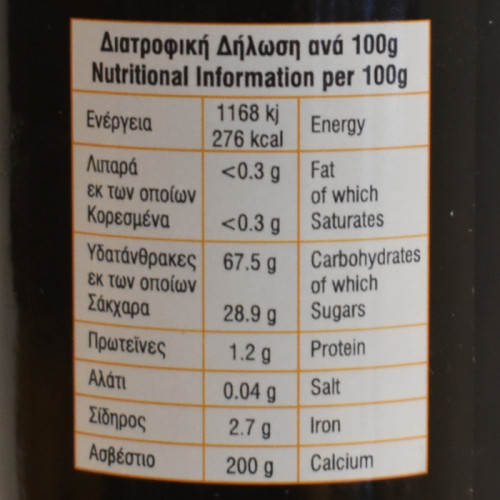 Διατροφική Δήλωση ανά 100g
Nutritional Information per 100g
Ενέργεια 1168 kj Energy
276 kcal
Λιπαρά <0.3 g Fat
εκ των οποίων of which
Κορεσμένα <0.3 g Saturates
Υδατάνθρακες 67.5 g Carbohydrates
εκ των οποίων of which
Σάκχαρα 28.9 g Sugars
Πρωτεΐνες 1.2 g Protein
Αλάτι 0.04 g Salt
Σίδηρος 2.7 g Iron
Ασβέστιο 200 g Calcium